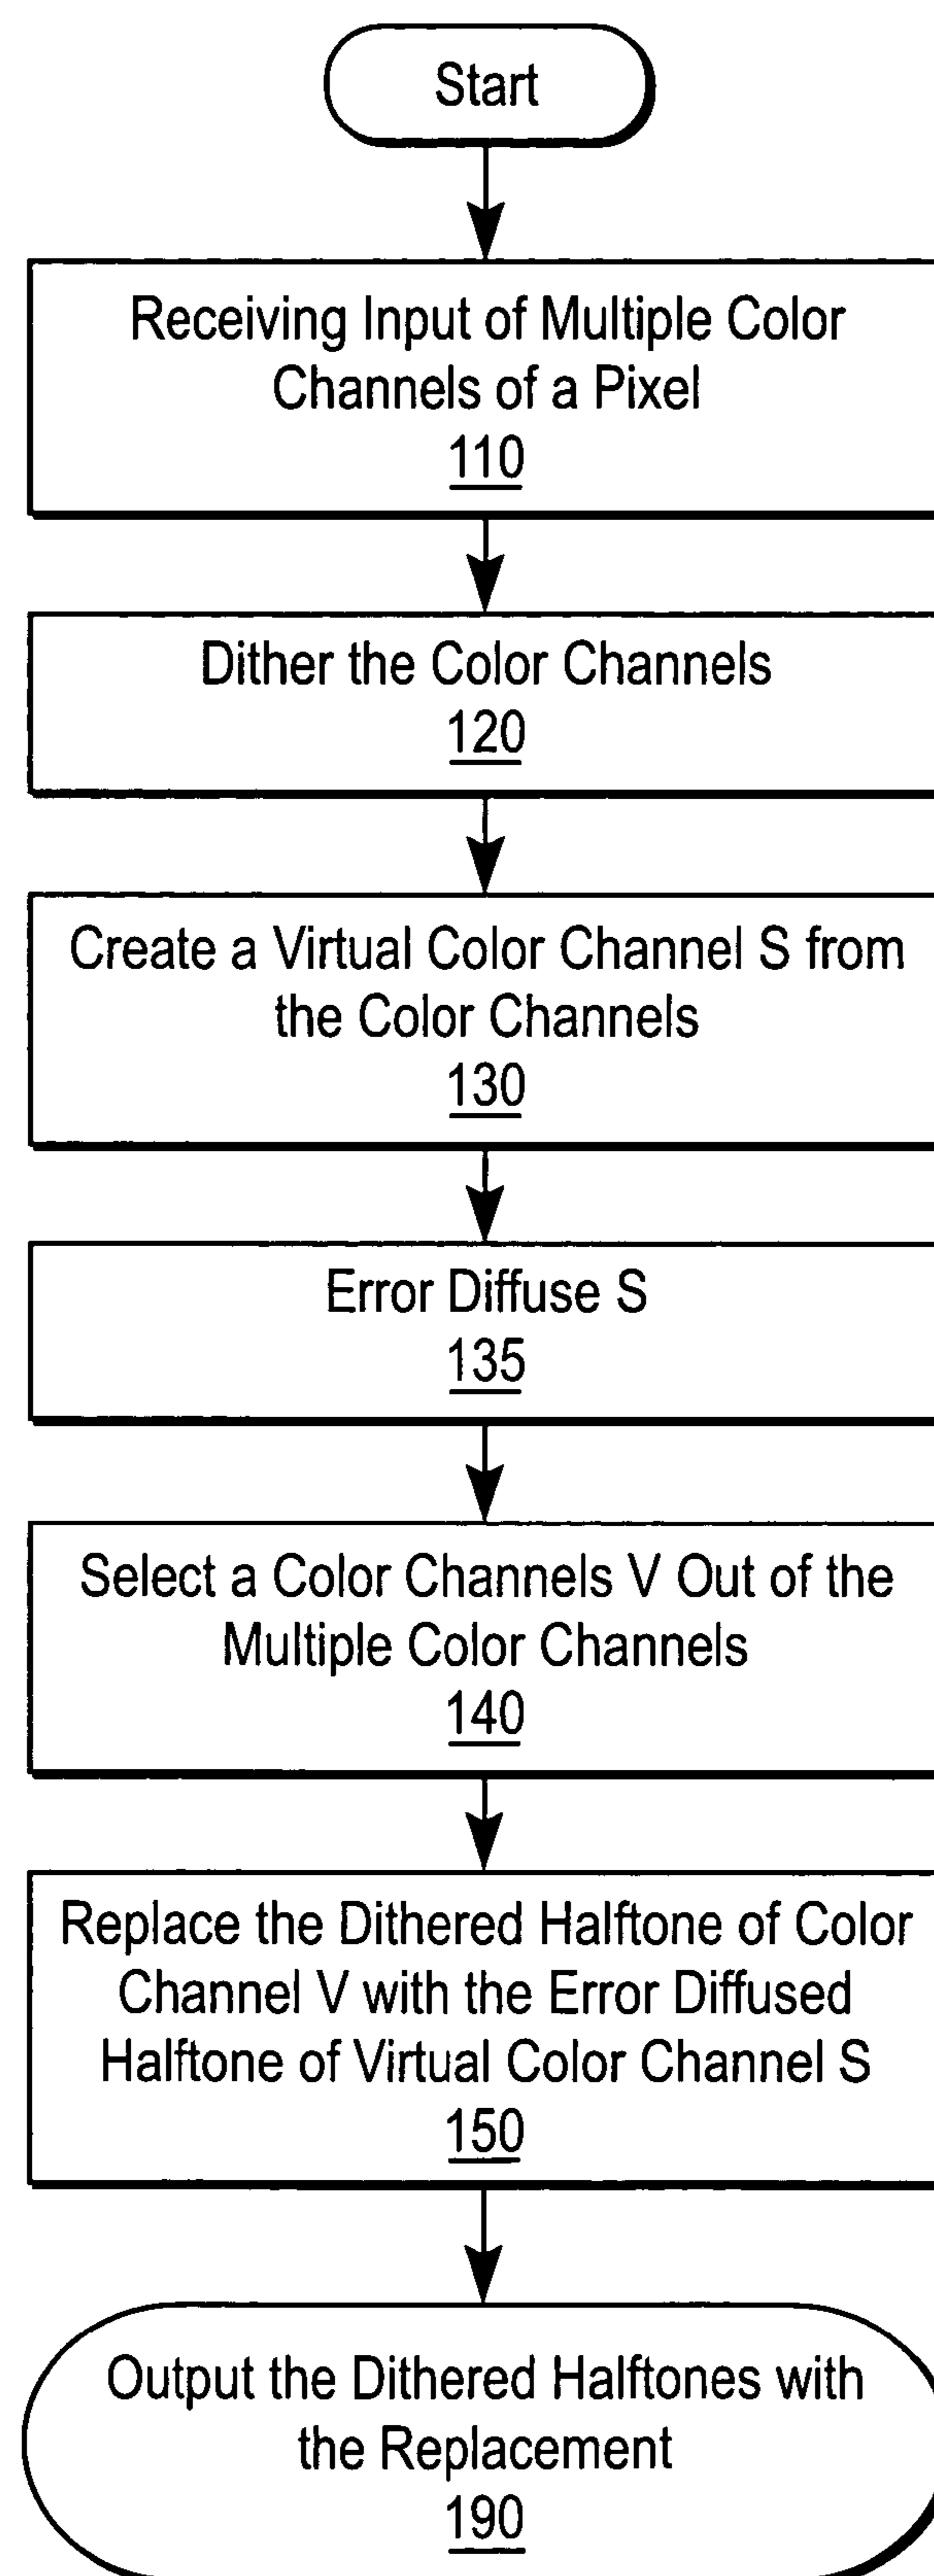 Start
Receiving Input of Multiple Color
Channels of a Pixel
110
Dither the Color Channels
120
Create a Virtual Color Channel S from
the Color Channels
130
Error Diffuse S
135
Select a Color Channels V Out of the
Multiple Color Channels
140
Replace the Dithered Halftone of Color
Channel V with the Error Diffused
Halftone of Virtual Color Channel S
150
Output the Dithered Halftones with
the Replacement
190